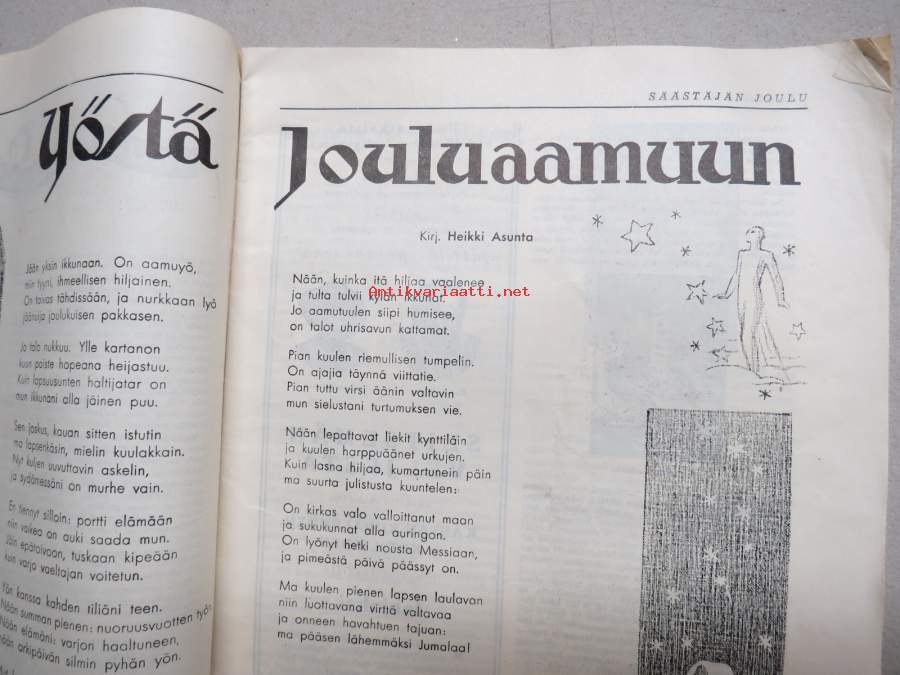 Yöstä
Jään yksin ikkunaan. On aamuyö,
niin tyyni, ihmeellisen hiljainen.
On taivas tähdissään, ja nurkkaan lyö
jäänuija joulukuisen pakkasen.
Jo talo nukkuu. Ylle kartanon
kuun paiste hopeana heijastuu.
Kuin lapsuusunten haltijatar on
mun ikkunani alla jäinen puu.
Sen joskus, kauan sitten istutin
ma lapsenkäsin, mielin kuulakkain.
Nyt kuljen uuvuttavin askelin,
ja sydämessäni on murhe vain.
En tiennyt silloin: portti elämään
niin vaikea on auki saada mun.
Jäin epätoivoon, tuskaan kipeään
kuin varjo vaeltajan voitetun.
Yön kanssa kahden tiliäni teen.
Nään summan pienen: nuoruusvuotten työn
Nään elämäni: varjon haaltuneen,
nään arkipäivän silmin pyhän yön.
SÄÄSTÄJÄN JOULU
Jouluaamuun
Kirj. Heikki Asunta
Nään, kuinka itä hiljaa vaalenee
ja tulta tulvii kylän ikkunat.
Antikvariaatti.net
Jo aamutuulen siipi humisee,
on talot uhrisavun kattamat.
Pian kuulen riemullisen tumpelin.
On ajajia täynnä viittatie.
Pian tuttu virsi äänin valtavin
mun sielustani turtumuksen vie.
Nään lepattavat liekit kynttiläin
ja kuulen harppuäänet urkujen.
Kuin lasna hiljaa, kumartunein päin
ma suurta julistusta kuuntelen:
On kirkas valo valloittanut maan
ja sukukunnat alla auringon.
On lyönyt hetki nousta Messiaan,
ja pimeästä päivä päässyt on.
Ma kuulen pienen lapsen laulavan
niin luottavana virttä valtavaa
ja onneen havahtuen tajuan:
ma pääsen lähemmäksi Jumalaa!